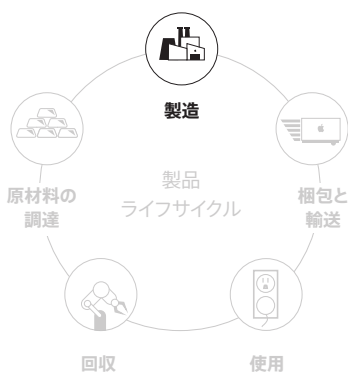 製造
原材料の
調達
製品
ライフサイクル
梱包と
輸送
回収
使用